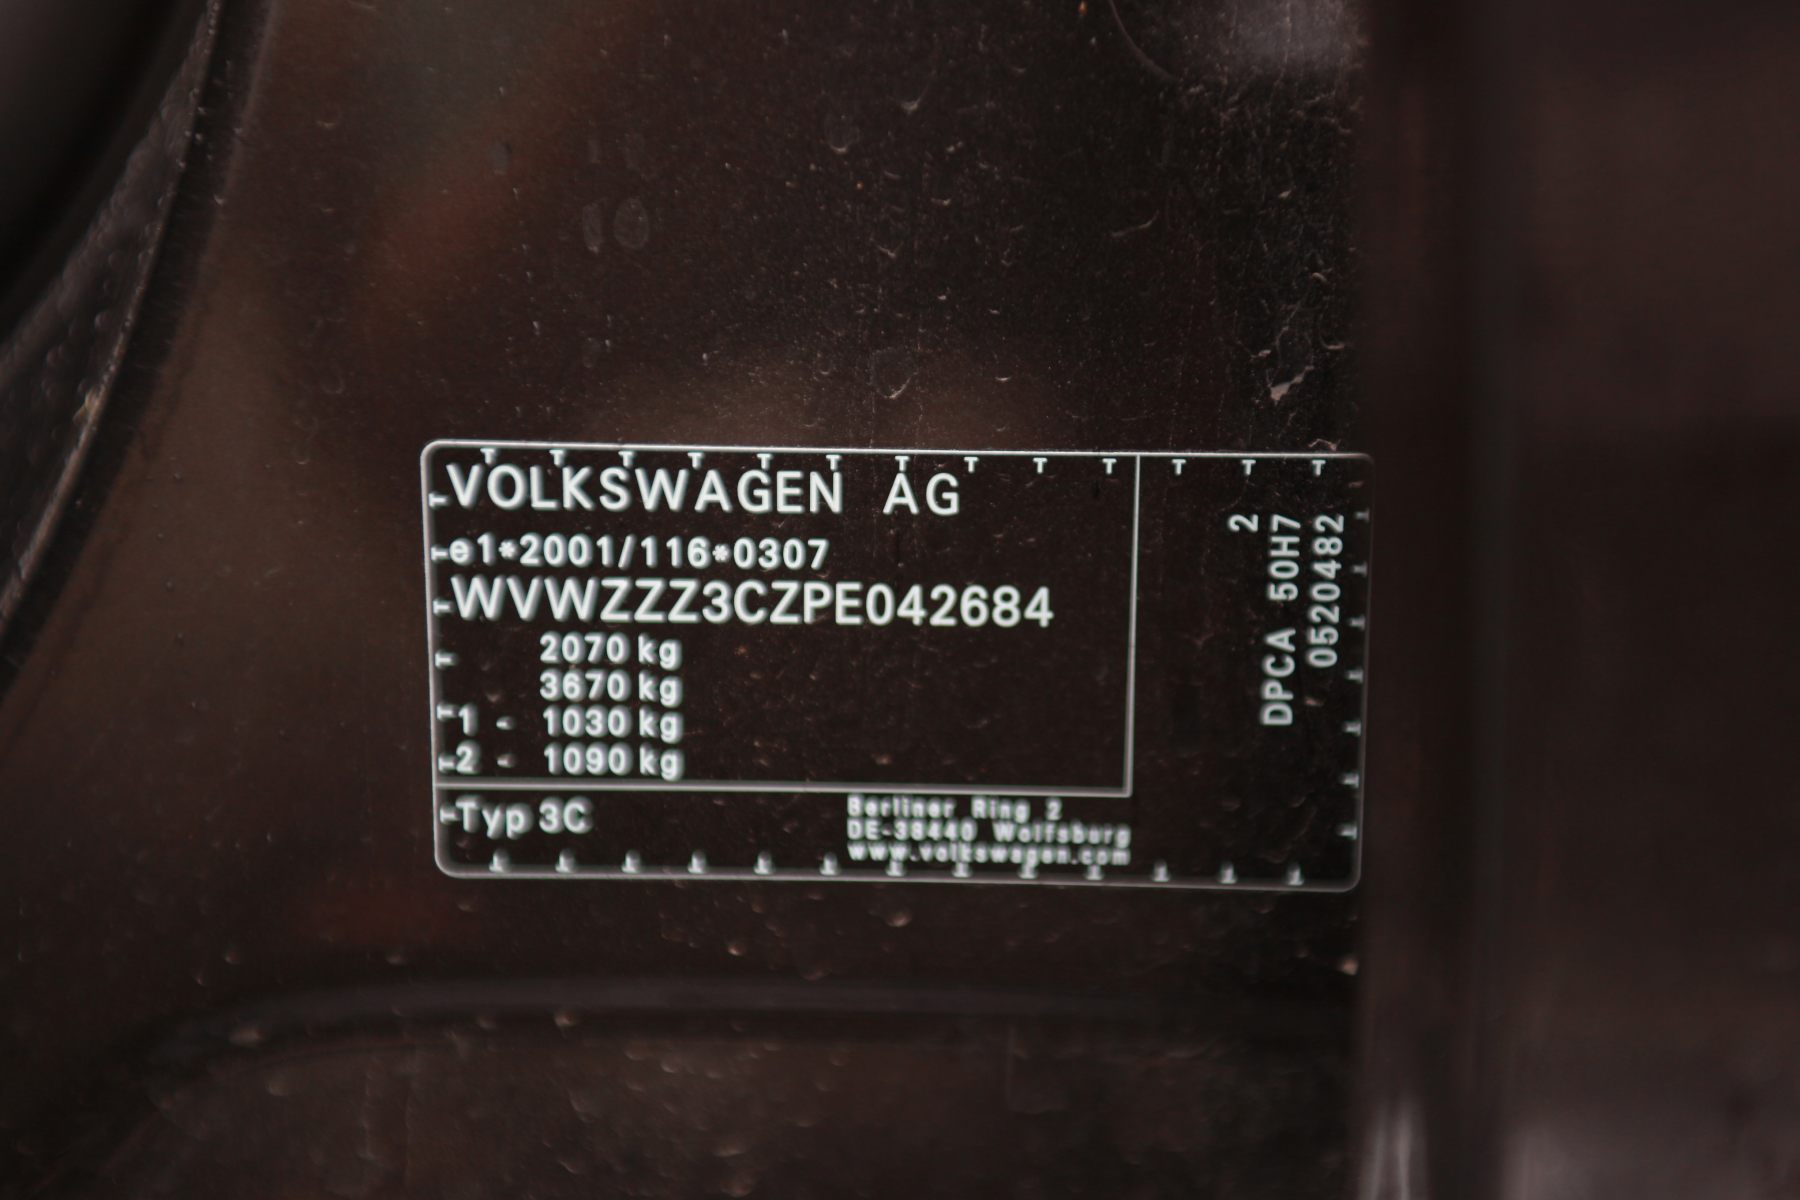 VOLKSWAGEN AG
e1*2001/116*0307
WVWZZZ3CZPE042684
2070 kg
3670 kg
1 - 1030 kg
2 - 1090 kg
Typ 3C
Berliner Ring 2
DE-38440 Wolfsburg
www.volkswagen.com
2
DPCA 50H7
05204482